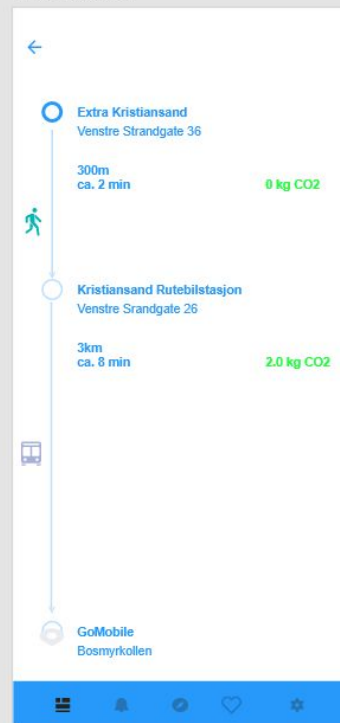 Extra Kristiansand
Venstre Strandgate 36
300m
ca. 2 min
0 kg CO2
Kristiansand Rutebilstasjon
Venstre Srandgate 26
3km
ca. 8 min
2.0 kg CO2
GoMobile
Bosmyrkollen